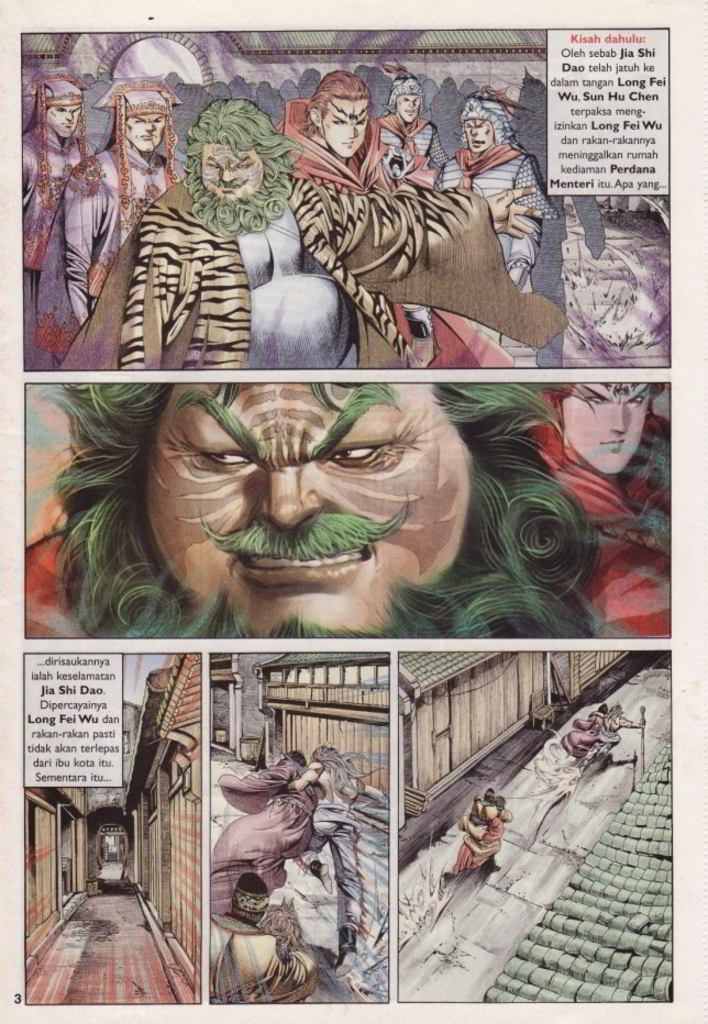 Kisah dahulu:
Oleh sebab Jia Shi
Dao telah jatuh ke
dalam tangan Long Fei
Wu, Sun Hu Chen
terpaksa meng-
izinkan Long Fei Wu
dan rakan-rakannya
meninggalkan rumah
kediaman Perdana
Menteri itu. Apa yang...
...dirisaukannya
ialah keselamatan
Jia Shi Dao.
Dipercayainya
Long Fei Wu dan
rakan-rakan pasti
tidak akan terlepas
dari ibu kota itu.
Sementara itu...
3